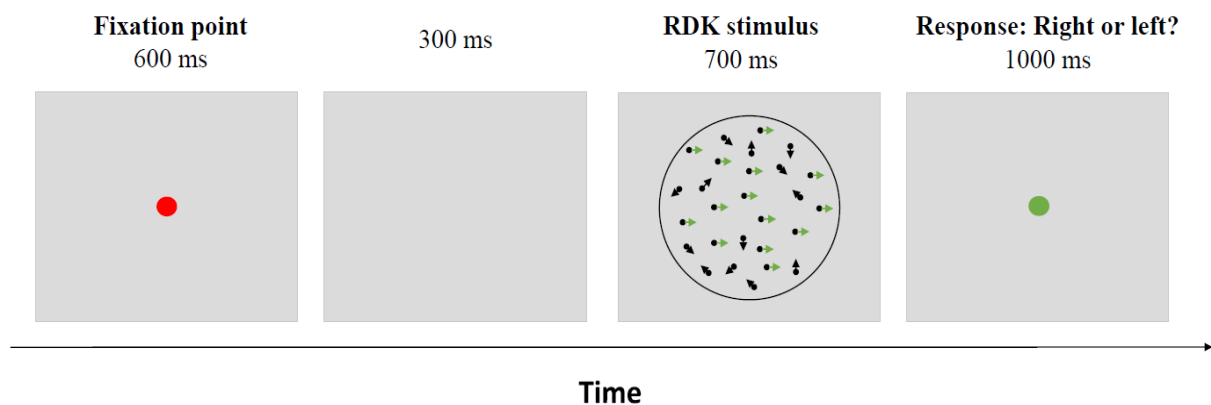 Fixation point
600 ms
300 ms
RDK stimulus
700 ms
Response: Right or left?
1000 ms
Time